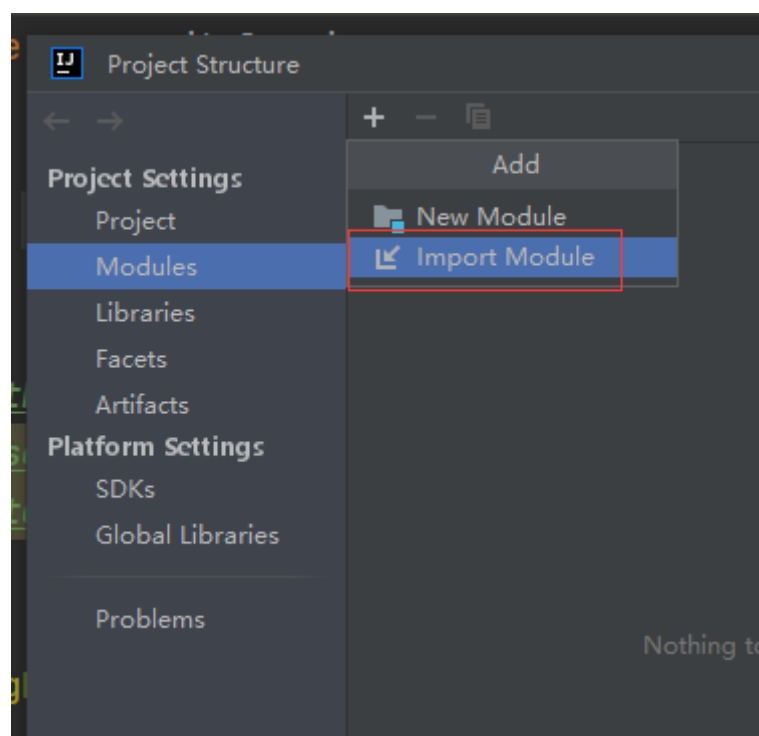 IJ
Project Structure
Add
Project Settings
New Module
Project
Import Module
Modules
Libraries
Facets
Artifacts
Platform Settings
SDKs
Global Libraries
Problems
Nothing